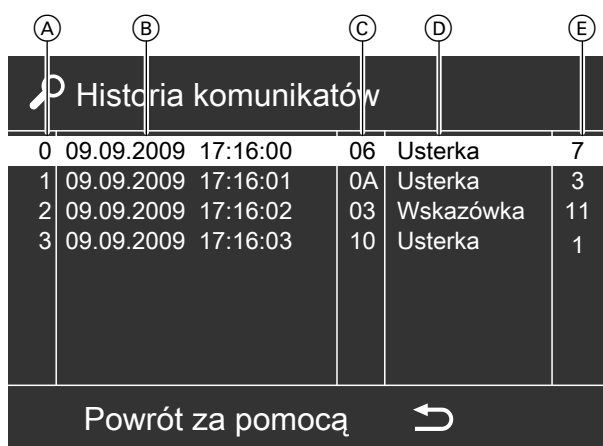 Ⓐ Ⓑ Ⓒ Ⓓ Ⓔ
Historia komunikatów
0 09.09.2009 17:16:00 06 Usterka 7
1 09.09.2009 17:16:01 0A Usterka 3
2 09.09.2009 17:16:02 03 Wskazówka 11
3 09.09.2009 17:16:03 10 Usterka 1
Powrót za pomocą